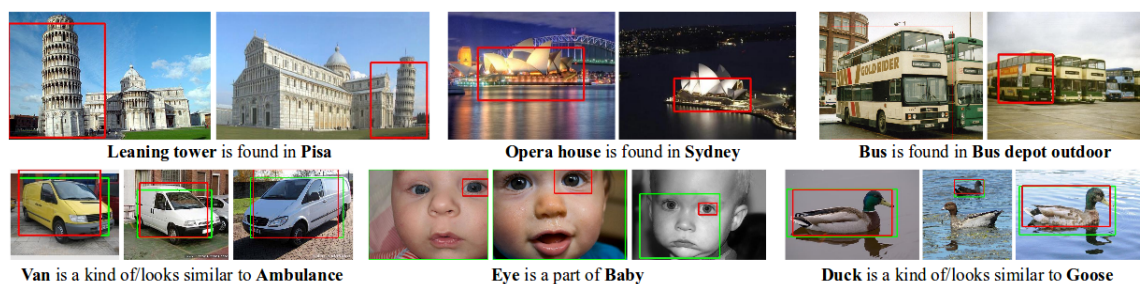 GOLDRIDER
Leaning tower is found in Pisa
Opera house is found in Sydney
Bus is found in Bus depot outdoor
Van is a kind of/looks similar to Ambulance
Eye is a part of Baby
Duck is a kind of/looks similar to Goose